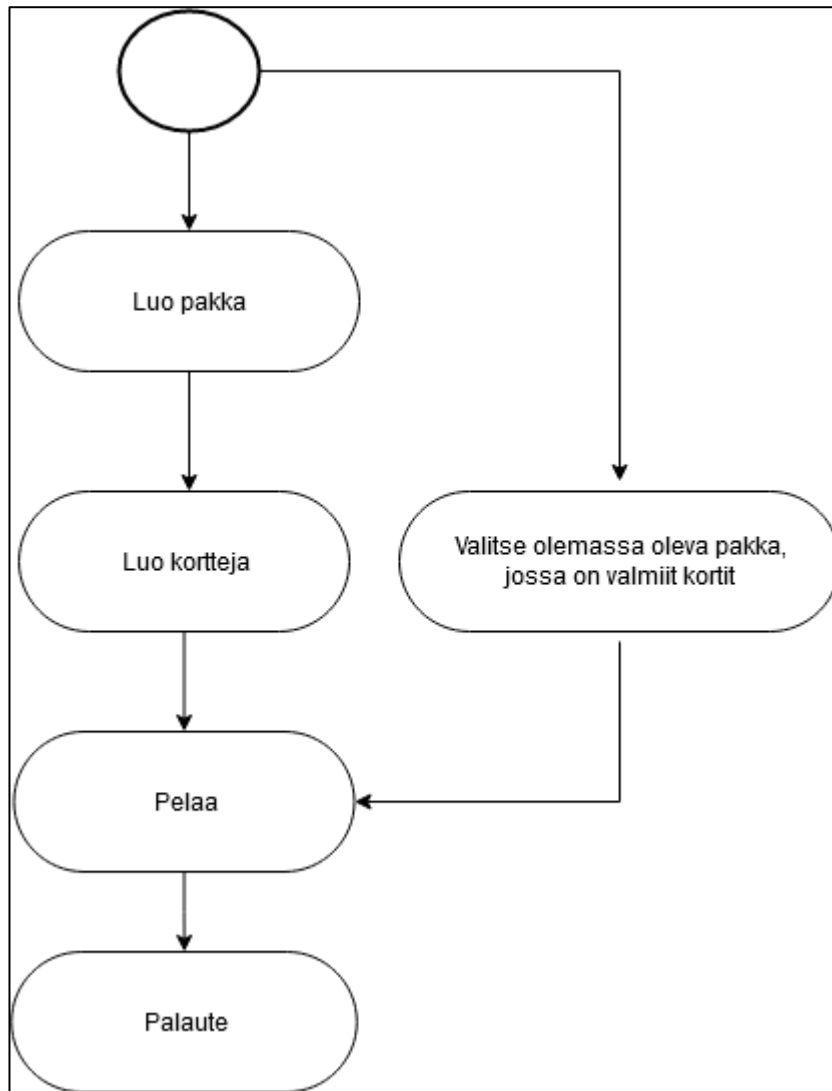 Luo pakka
Luo kortteja
Valitse olemassa oleva pakka,
jossa on valmiit kortit
Pelaa
Palaute